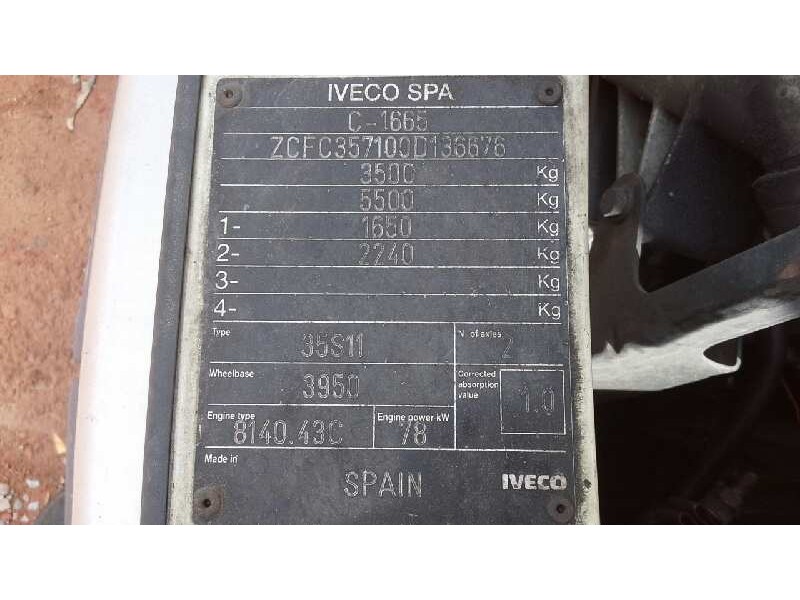 IVECO SPA
C-1665
ZCFC357100D136676
3500 Kg
5500 Kg
1- 1650 Kg
2- 2240 Kg
3- Kg
4- Kg
Type 35S11 N. of axles 2
Wheelbase 3950 Corrected absorption value 1.0
Engine type 8140.43C Engine power kW 78
Made in SPAIN IVECO